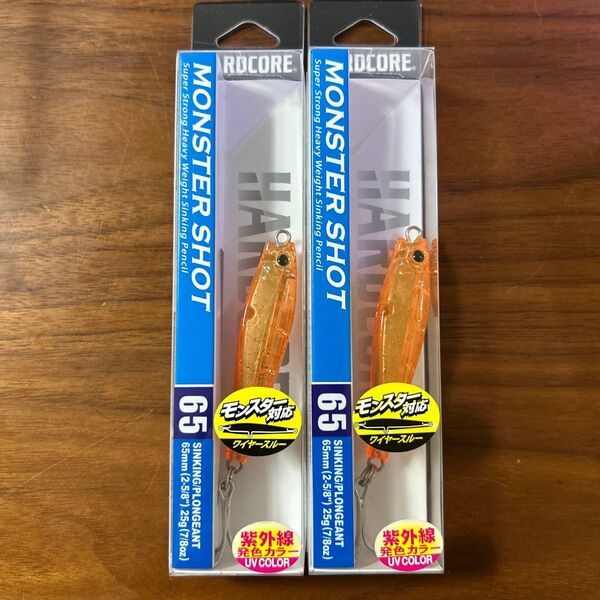 RDCORE®
MONSTER SHOT
Super Strong Heavy Weight Sinking Pencil
65
SINKING/PLONGEANT
65mm (2-5/8") 25g (7/8oz)
モンスター対応
ワイヤースルー
紫外線
発色カラー
UV COLOR
RDCORE®
HARDCO
MONSTER SHOT
Super Strong Heavy Weight Sinking Pencil
65
SINKING/PLONGEANT
65mm (2-5/8") 25g (7/8oz)
モンスター対応
ワイヤースルー
紫外線
発色カラー
UV COLOR